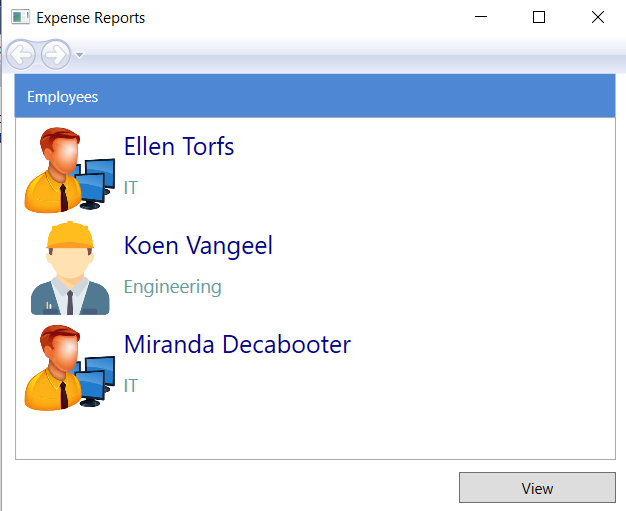 Expense Reports
Employees
Ellen Torfs
IT
Koen Vangeel
Engineering
Miranda Decabooter
IT
View